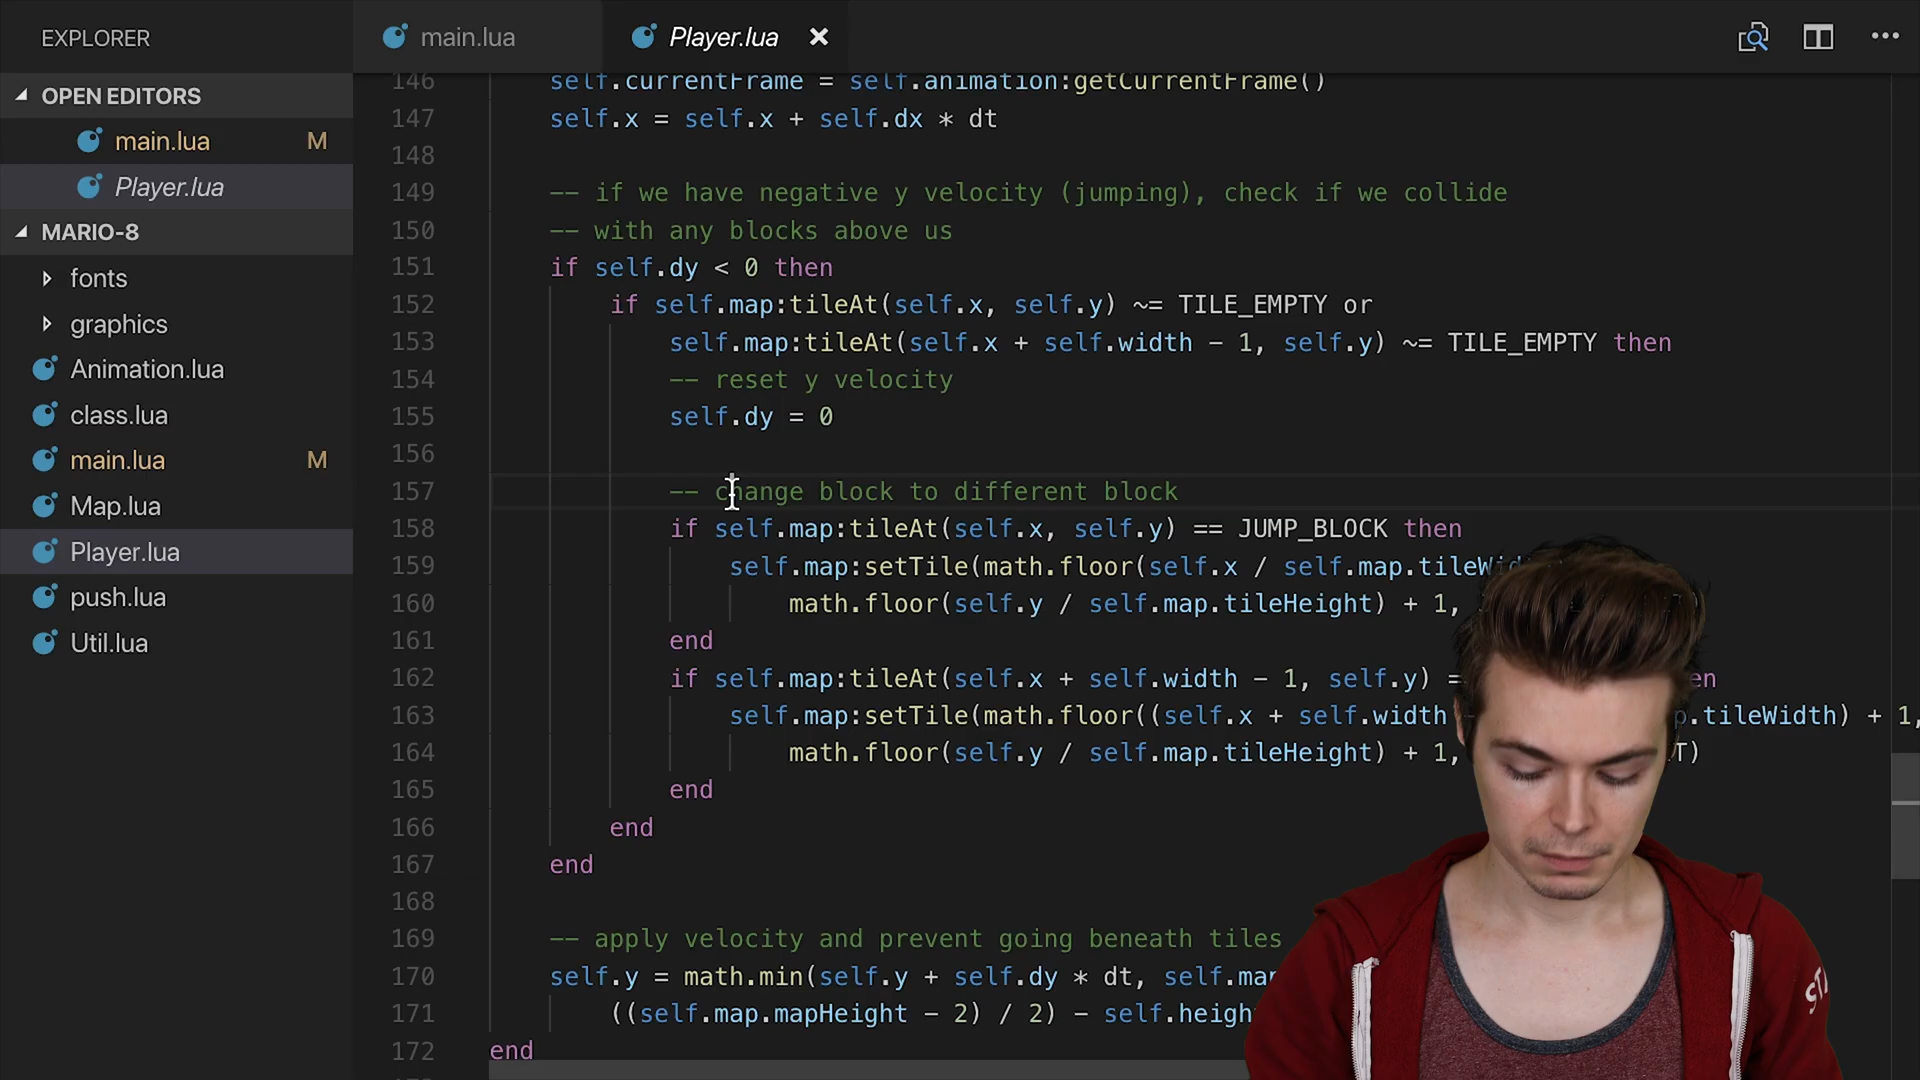 EXPLORER
OPEN EDITORS
main.lua M
Player.lua
MARIO-8
fonts
graphics
Animation.lua
class.lua
main.lua M
Map.lua
Player.lua
push.lua
Util.lua
main.lua
Player.lua
146 self.currentFrame = self.animation:getCurrentFrame()
147 self.x = self.x + self.dx * dt
148
149 -- if we have negative y velocity (jumping), check if we collide
150 -- with any blocks above us
151 if self.dy < 0 then
152 if self.map:tileAt(self.x, self.y) ~= TILE_EMPTY or
153 self.map:tileAt(self.x + self.width - 1, self.y) ~= TILE_EMPTY then
154 -- reset y velocity
155 self.dy = 0
156
157 -- change block to different block
158 if self.map:tileAt(self.x, self.y) == JUMP_BLOCK then
159 self.map:setTile(math.floor(self.x / self.map.
160 math.floor(self.y / self.map.tileHeight) + 1,
161 end
162 if self.map:tileAt(self.x + self.width - 1, self.y)
163 self.map:setTile(math.floor((self.x + self.width .tileWidth) + 1,
164 math.floor(self.y / self.map.tileHeight) + 1, T)
165 end
166 end
167 end
168
169 -- apply velocity and prevent going beneath tiles
170 self.y = math.min(self.y + self.dy * dt, self.map
171 ((self.map.mapHeight - 2) / 2) - self.heigh
172 end